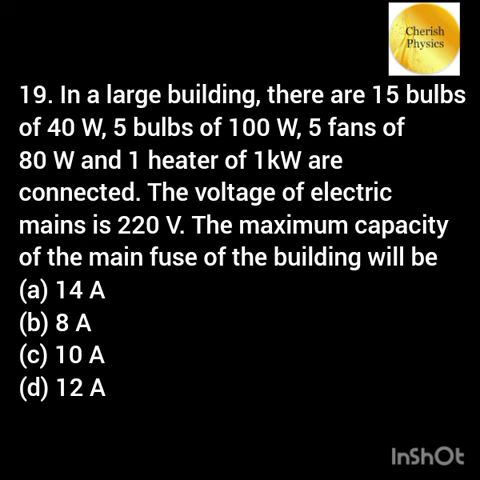 Cherish
Physics
19. In a large building, there are 15 bulbs
of 40 W, 5 bulbs of 100 W, 5 fans of
80 W and 1 heater of 1kW are
connected. The voltage of electric
mains is 220 V. The maximum capacity
of the main fuse of the building will be
(a) 14 A
(b) 8 A
(c) 10 A
(d) 12 A
InShOt